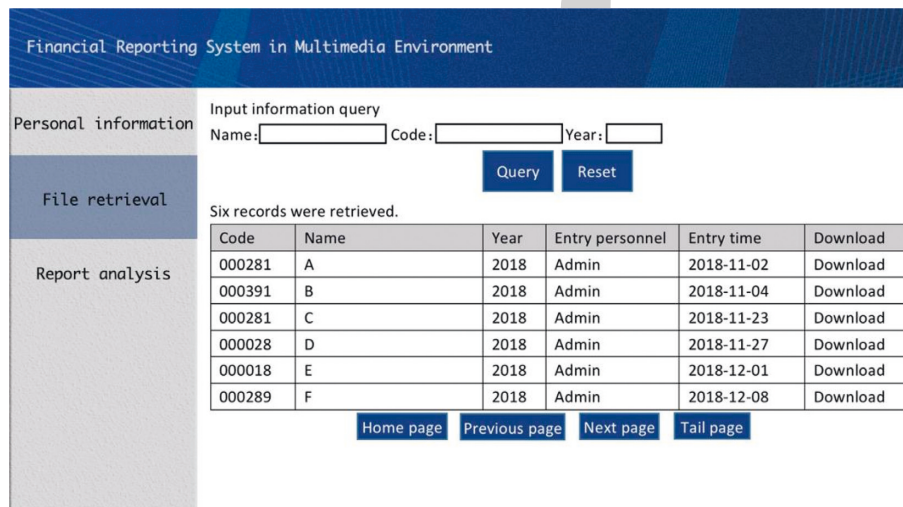 Financial Reporting System in Multimedia Environment
Personal information
File retrieval
Report analysis
Input information query
Name: Code: Year:
Query Reset
Six records were retrieved.
Code Name Year Entry personnel Entry time Download
000281 A 2018 Admin 2018-11-02 Download
000391 B 2018 Admin 2018-11-04 Download
000281 C 2018 Admin 2018-11-23 Download
000028 D 2018 Admin 2018-11-27 Download
000018 E 2018 Admin 2018-12-01 Download
000289 F 2018 Admin 2018-12-08 Download
Home page Previous page Next page Tail page